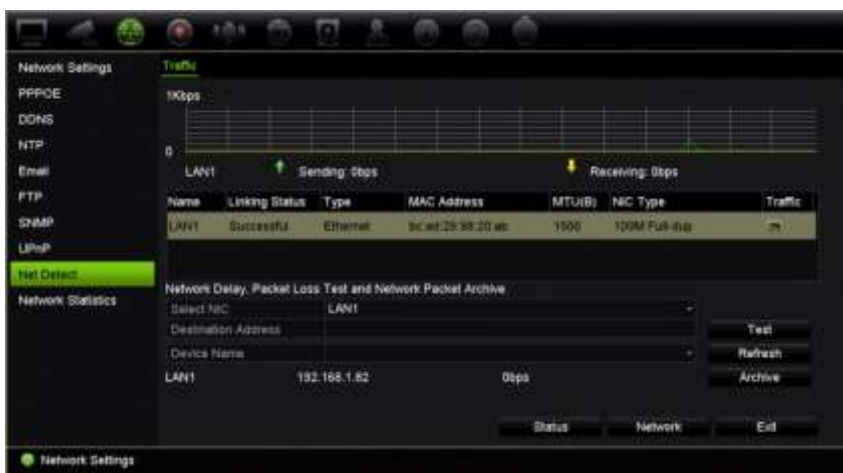 Network Settings
PPPOE
DDNS
NTP
Email
FTP
SNMP
UPnP
Net Detect
Network Statistics
Traffic
1Kbps
0
LAN1 Sending: 0bps Receiving: 0bps
Name Linking Status Type MAC Address MTU(B) NIC Type Traffic
LAN1 Successful Ethernet 1500 100M Full-dup
Network Delay, Packet Loss Test and Network Packet Archive
Select NIC LAN1
Destination Address Test
Device Name Refresh
LAN1 192.168.1.82 0bps Archive
Status Network Exit
Network Settings